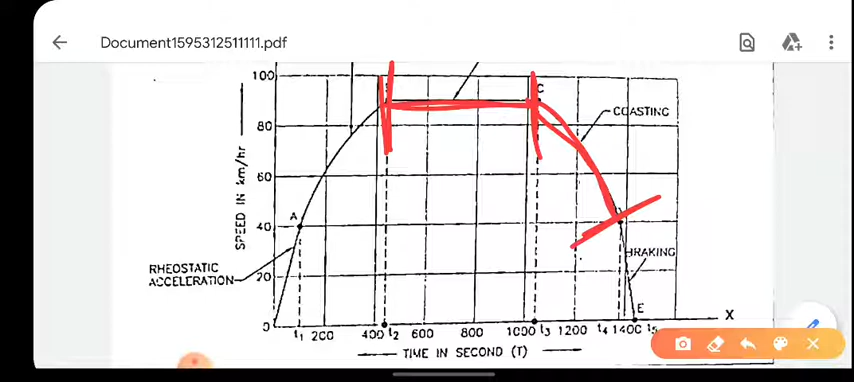 Document1595312511111.pdf
100
C
80
COASTING
60
A
40
SPEED IN km/hr
RHEOSTATIC
ACCELERATION
BRAKING
20
E
X
0
t₁ 200 400 t₂ 600 800 1000 t₃ 1200 t₄ 1400 t₅
TIME IN SECOND (T)